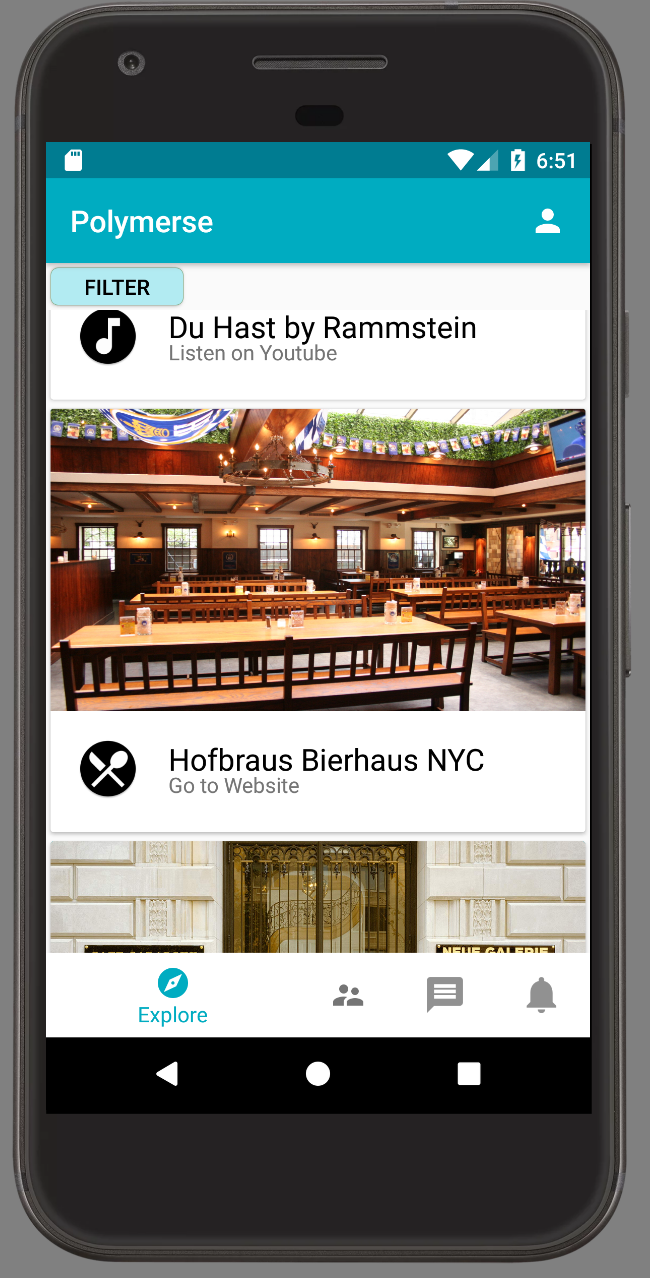 6:51
Polymerse
FILTER
Du Hast by Rammstein
Listen on Youtube
Hofbraus Bierhaus NYC
Go to Website
NEUE GALERIE
Explore